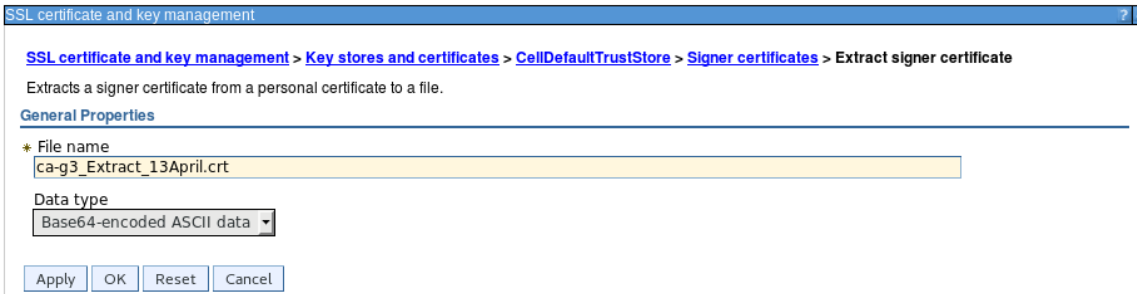 SSL certificate and key management ?
SSL certificate and key management > Key stores and certificates > CellDefaultTrustStore > Signer certificates > Extract signer certificate
Extracts a signer certificate from a personal certificate to a file.
General Properties
* File name
ca-g3_Extract_13April.crt
Data type
Base64-encoded ASCII data
Apply OK Reset Cancel